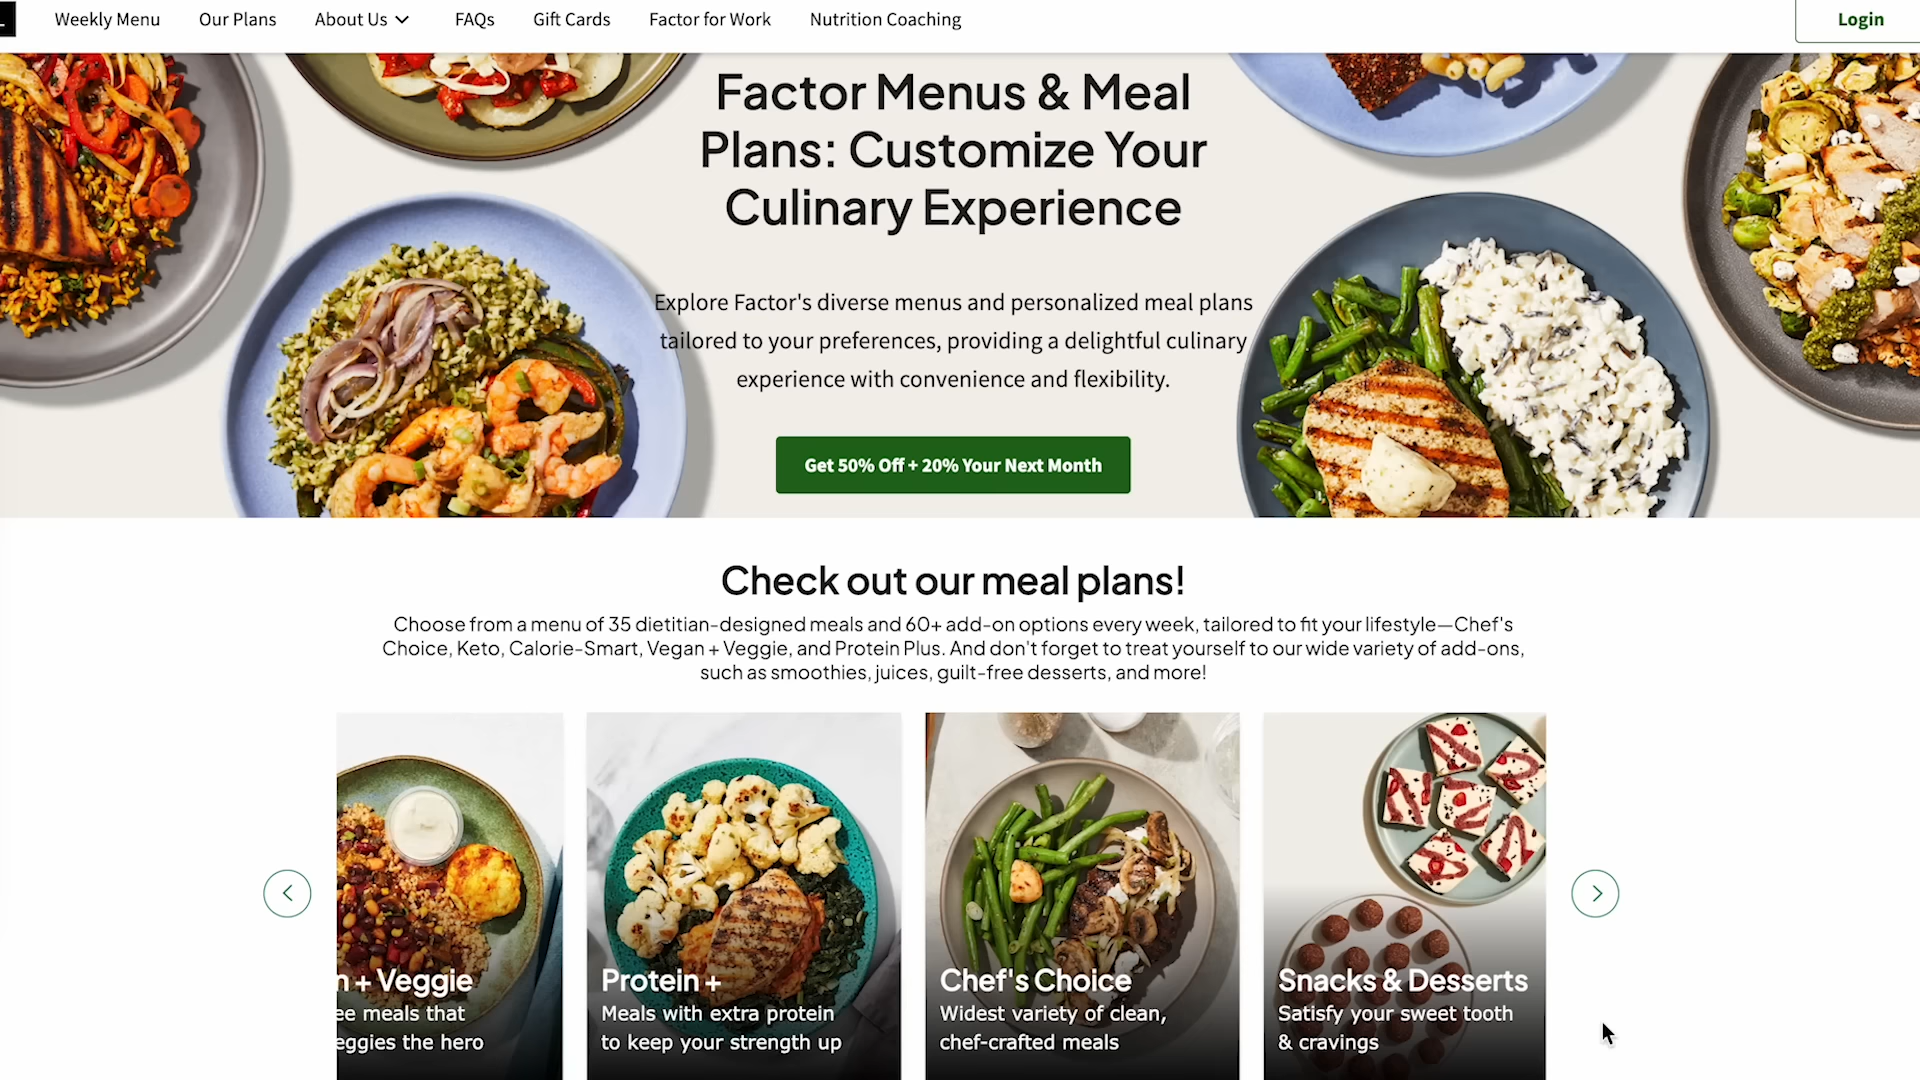 Weekly Menu Our Plans About Us FAQs Gift Cards Factor for Work Nutrition Coaching Login
Factor Menus & Meal
Plans: Customize Your
Culinary Experience
Explore Factor's diverse menus and personalized meal plans
tailored to your preferences, providing a delightful culinary
experience with convenience and flexibility.
Get 50% Off + 20% Your Next Month
Check out our meal plans!
Choose from a menu of 35 dietitian-designed meals and 60+ add-on options every week, tailored to fit your lifestyle—Chef's
Choice, Keto, Calorie-Smart, Vegan + Veggie, and Protein Plus. And don't forget to treat yourself to our wide variety of add-ons,
such as smoothies, juices, guilt-free desserts, and more!
n + Veggie
ee meals that
eggies the hero
Protein +
Meals with extra protein
to keep your strength up
Chef's Choice
Widest variety of clean,
chef-crafted meals
Snacks & Desserts
Satisfy your sweet tooth
& cravings